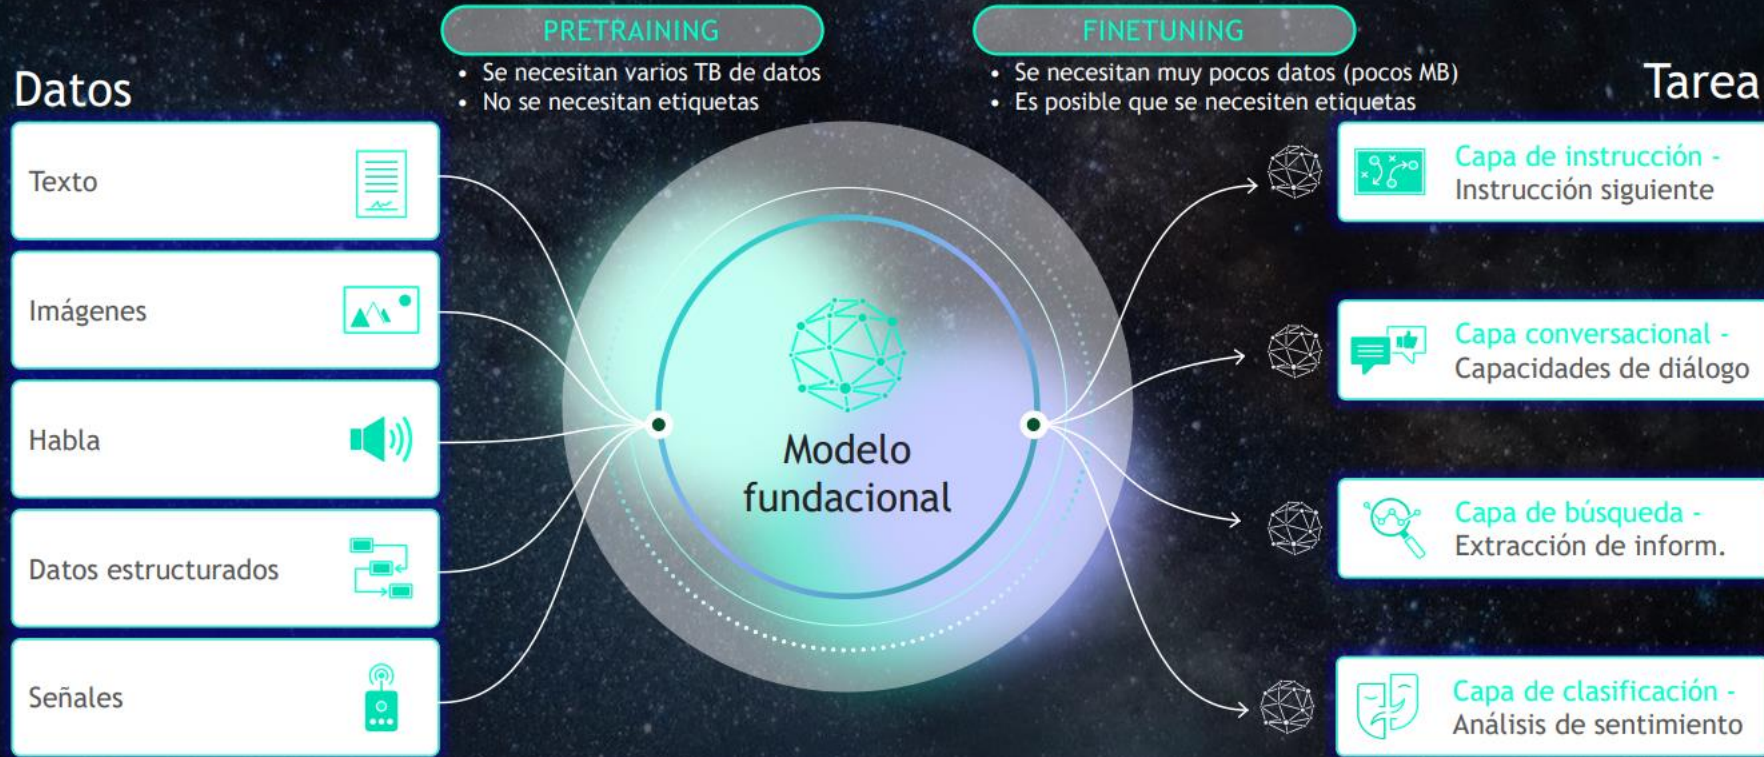 PRETRAINING
• Se necesitan varios TB de datos
• No se necesitan etiquetas
FINETUNING
• Se necesitan muy pocos datos (pocos MB)
• Es posible que se necesiten etiquetas
Datos
Texto
Imágenes
Habla
Datos estructurados
Señales
Modelo
fundacional
Tarea
Capa de instrucción -
Instrucción siguiente
Capa conversacional -
Capacidades de diálogo
Capa de búsqueda -
Extracción de inform.
Capa de clasificación -
Análisis de sentimiento